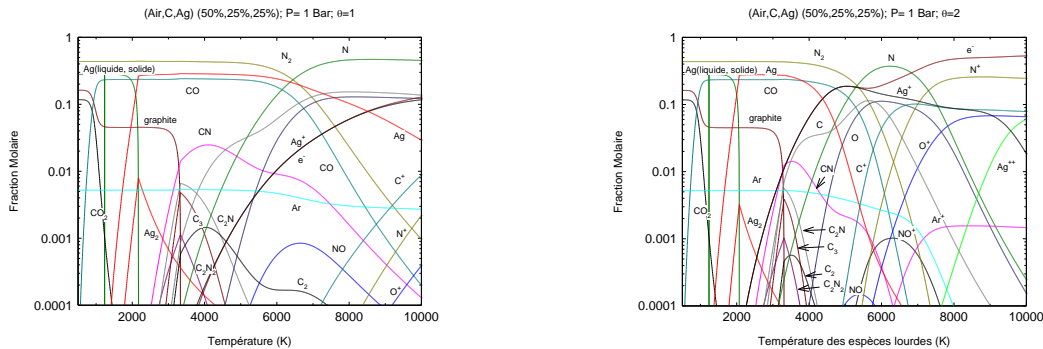 (Air,C,Ag) (50%,25%,25%); P= 1 Bar; θ=1
Fraction Molaire
1
0.1
0.01
0.001
0.0001
Ag(liquide, solide)
N₂
N
CO
graphite
CN
Ag⁺
e⁻
Ag
CO
C⁺
Ar
CO₂
Ag₂
C₃
C₂N
C₂N₂
NO
C₂
N⁺
O⁺
2000 4000 6000 8000 10000
Température (K)
(Air,C,Ag) (50%,25%,25%); P= 1 Bar; θ=2
Fraction Molaire
1
0.1
0.01
0.001
0.0001
Ag(liquide, solide)
Ag
N₂
N
e⁻
N⁺
CO
Ag⁺
graphite
C
O
O⁺
CN
C⁺
Ag⁺⁺
Ar
CO₂
Ag₂
C₂N
C₃
C₂
C₂N₂
NO
NO⁺
Ar⁺
2000 4000 6000 8000 10000
Température des espèces lourdes (K)